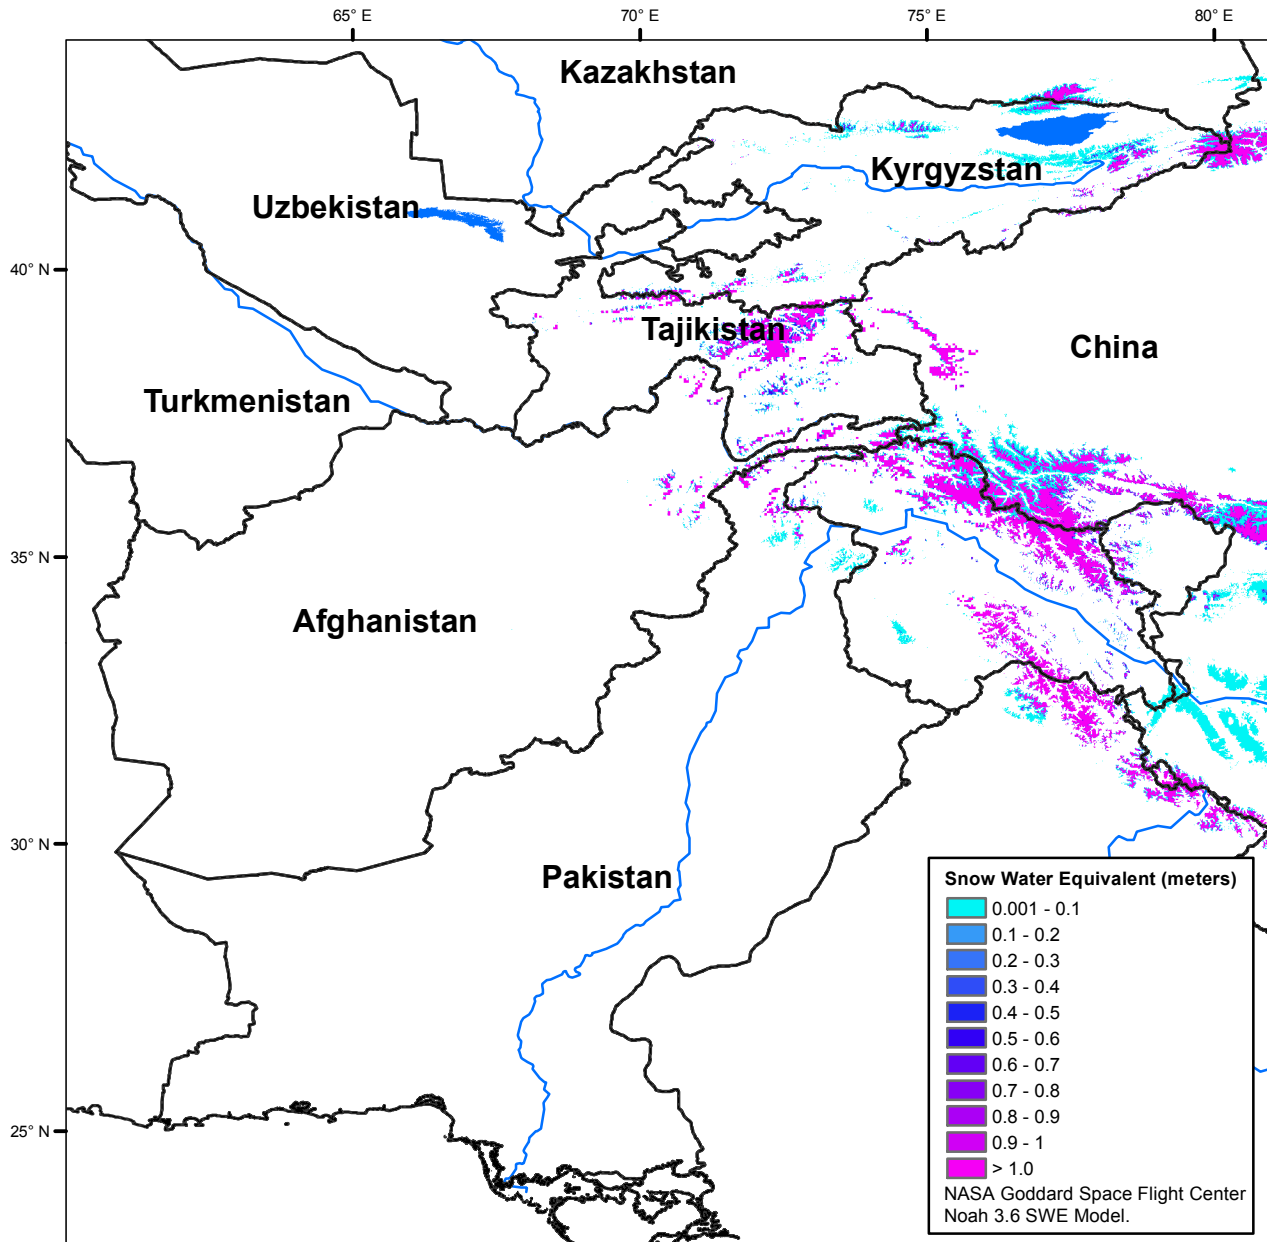 65° E
70° E
75° E
80° E
Kazakhstan
Kyrgyzstan
Uzbekistan
40° N
Tajikistan
China
Turkmenistan
35° N
Afghanistan
30° N
Pakistan
25° N
Snow Water Equivalent (meters)
0.001 - 0.1
0.1 - 0.2
0.2 - 0.3
0.3 - 0.4
0.4 - 0.5
0.5 - 0.6
0.6 - 0.7
0.7 - 0.8
0.8 - 0.9
0.9 - 1
> 1.0
NASA Goddard Space Flight Center
Noah 3.6 SWE Model.